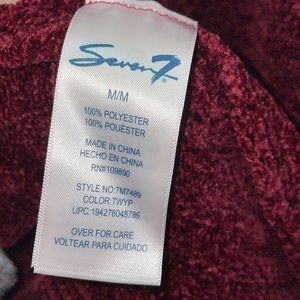 Seven7®
M/M
100% POLYESTER
100% POLIÉSTER
MADE IN CHINA
HECHO EN CHINA
RN#109890
STYLE NO:7M7489
COLOR:TWYP
UPC.194278048786
OVER FOR CARE
VOLTEAR PARA CUIDADO